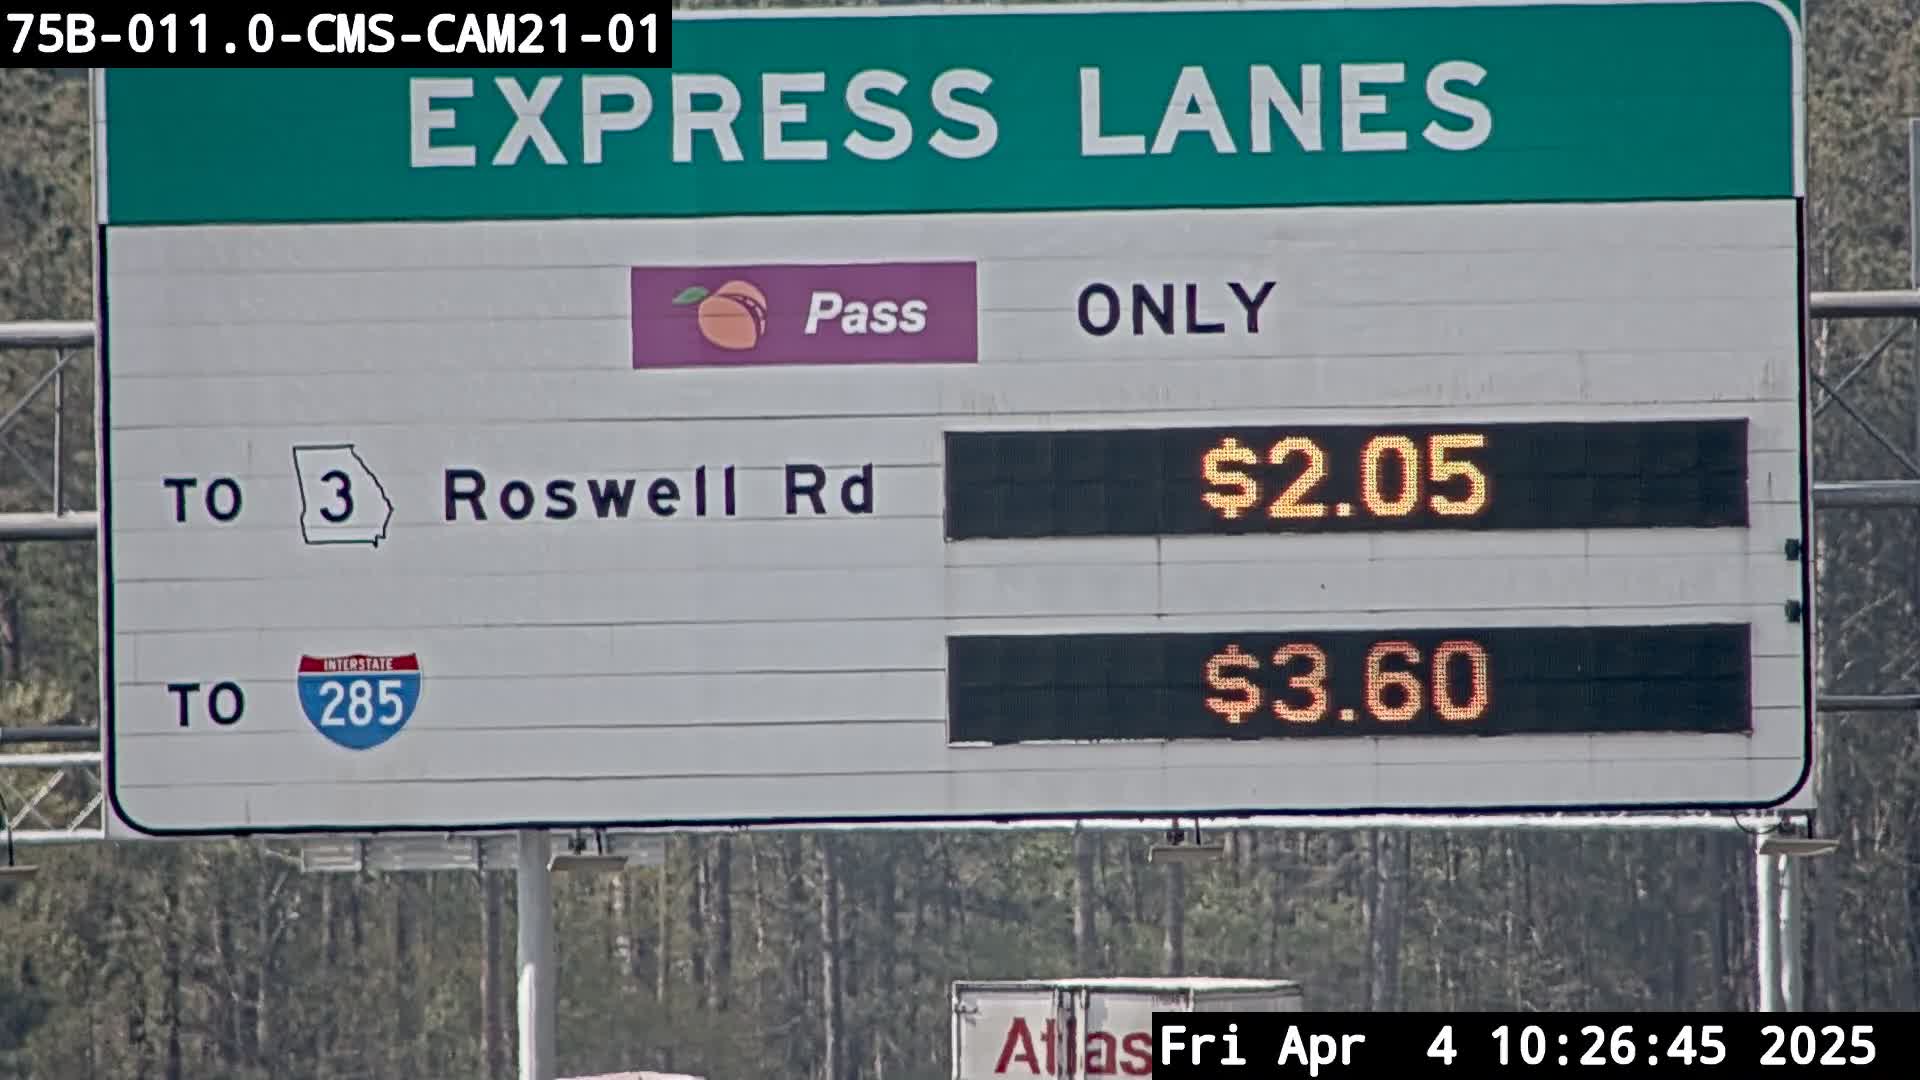 75B-011.0-CMS-CAM21-01
EXPRESS LANES
Pass ONLY
TO 3 Roswell Rd $2.05
TO INTERSTATE 285 $3.60
Atlas
Fri Apr 4 10:26:45 2025